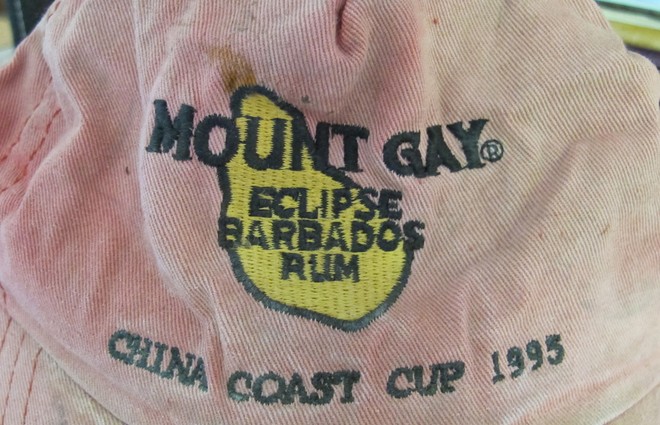 MOUNT GAY®
ECLIPSE
BARBADOS
RUM
CHINA COAST CUP 1995